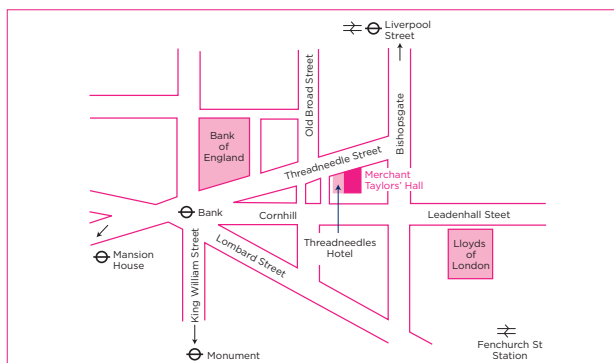 Liverpool
Street
Old Broad Street
Bishopsgate
Bank
of
England
Threadneedle Street
Merchant
Taylors' Hall
Bank
Cornhill
Leadenhall Steet
Threadneedles
Hotel
Lloyds
of
London
Mansion
House
King William Street
Lombard Street
Monument
Fenchurch St
Station